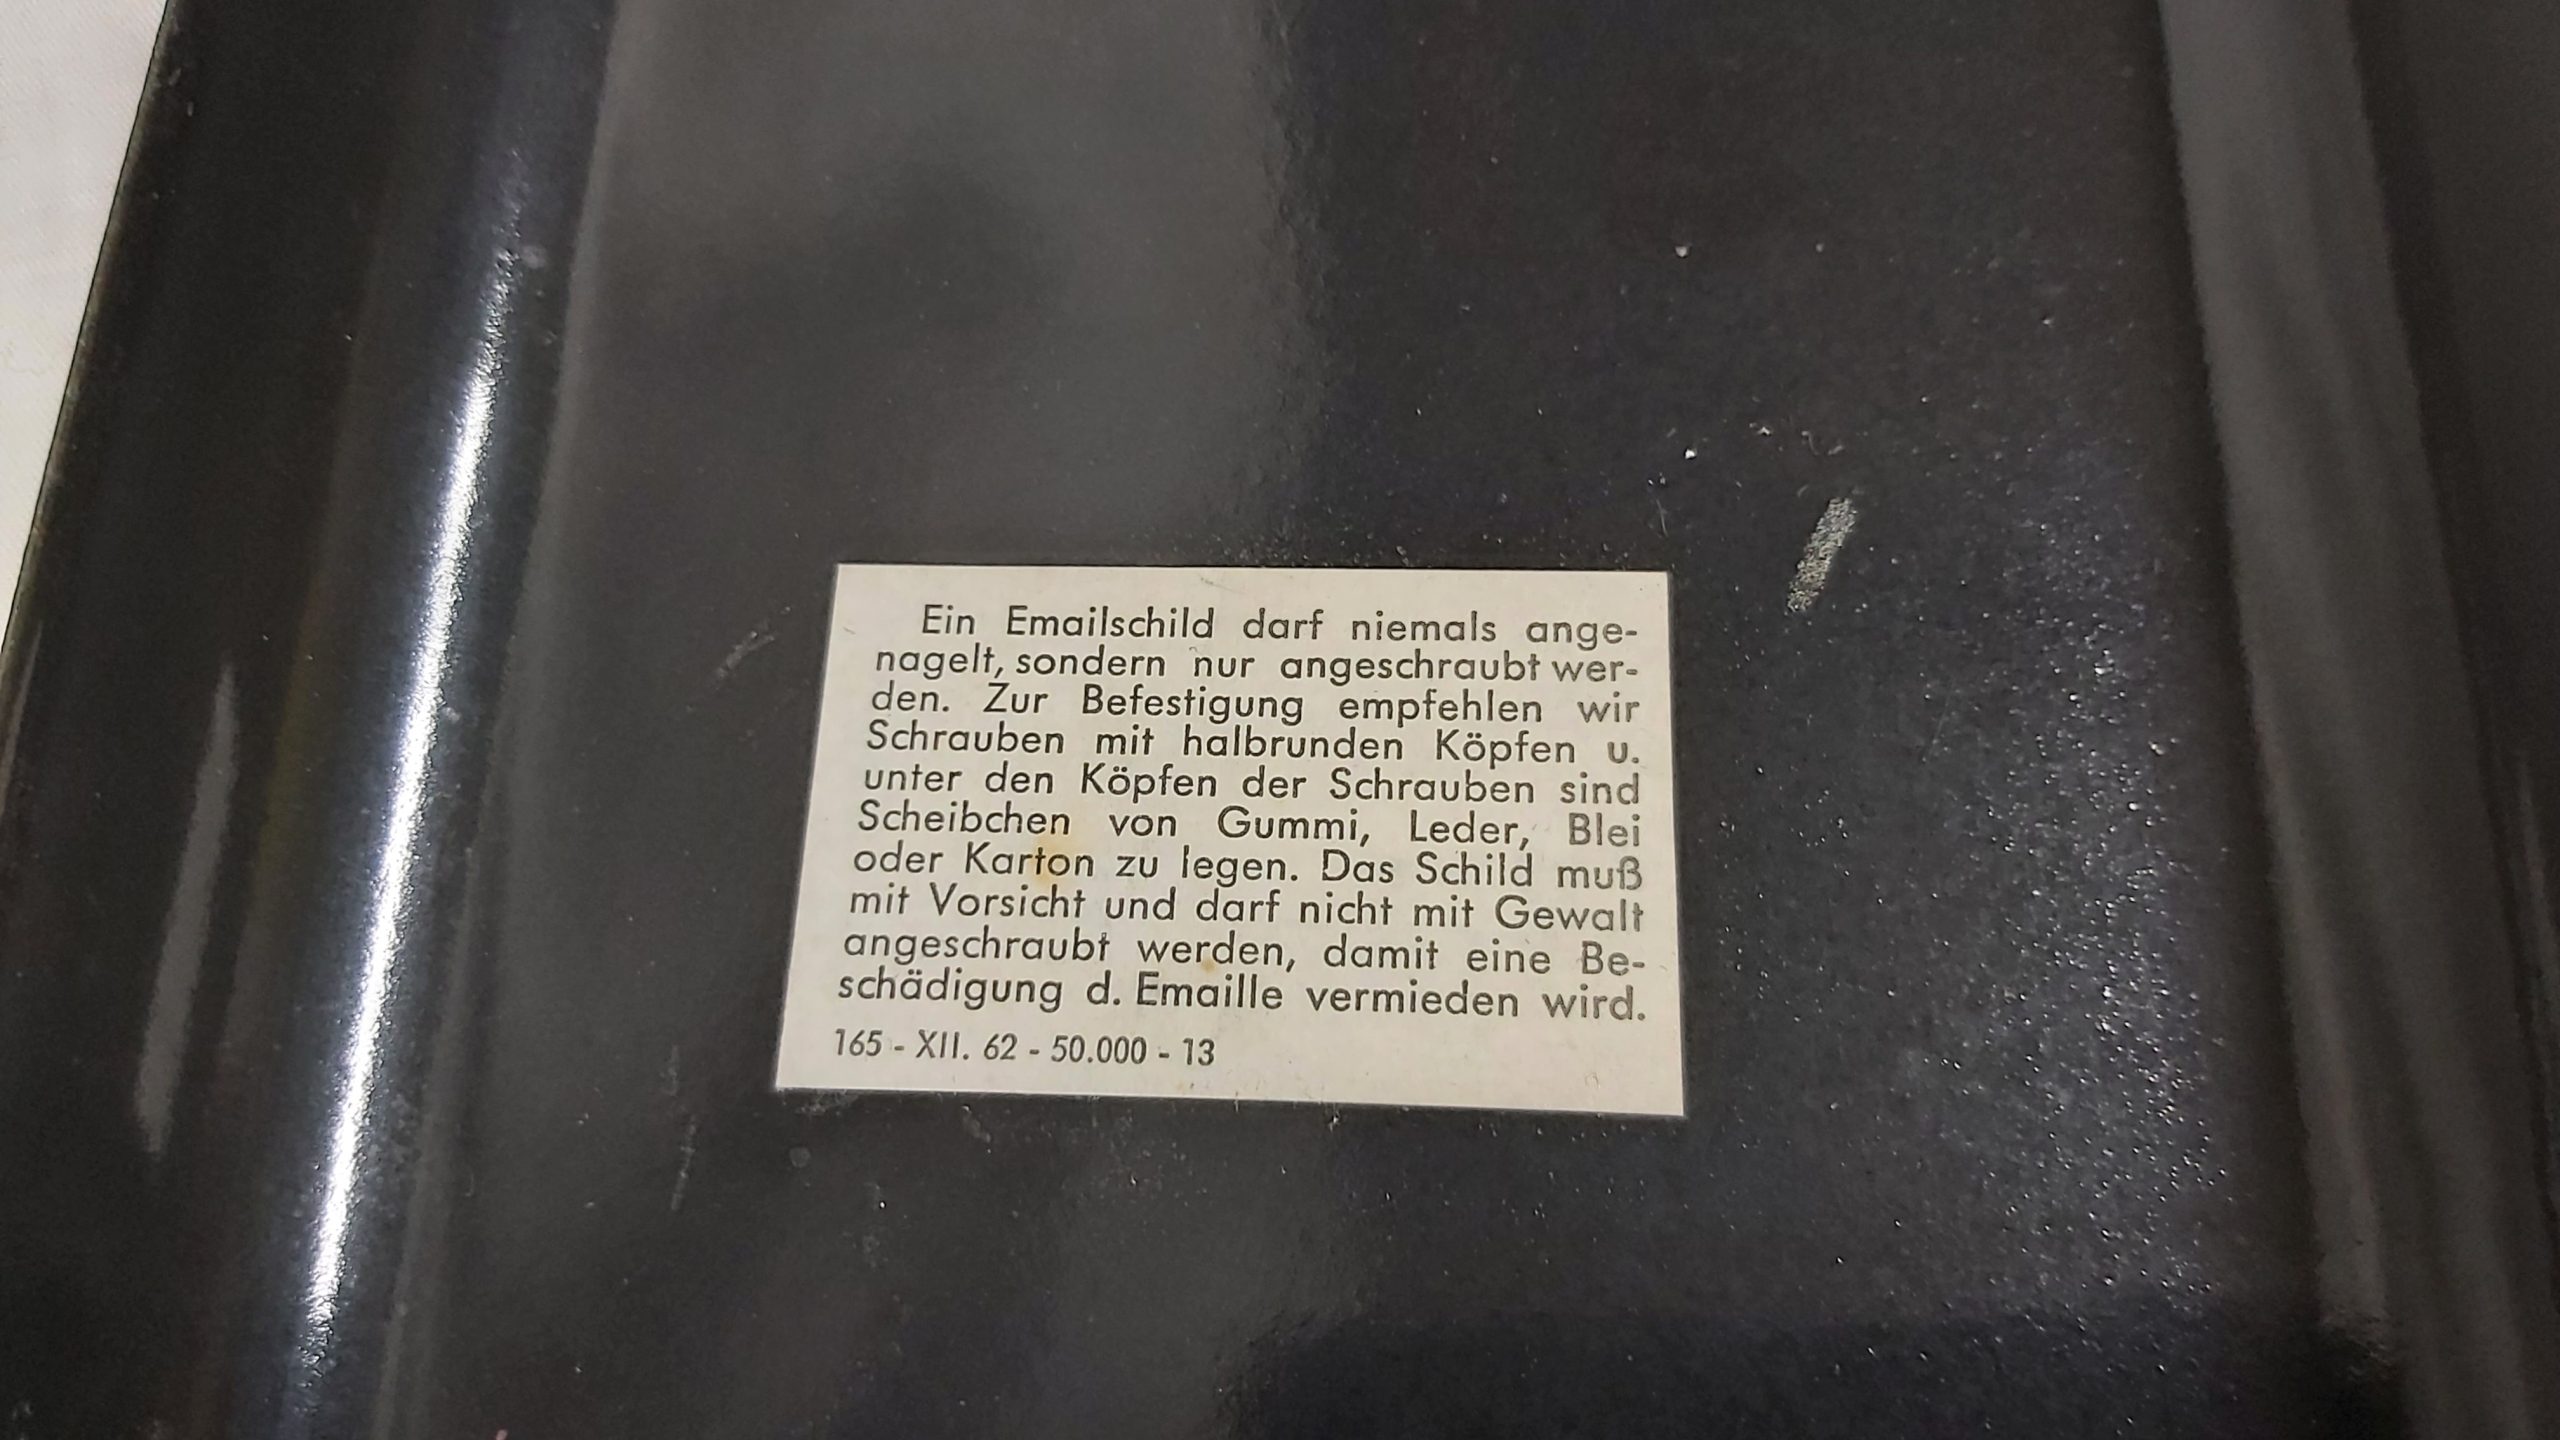 Ein Emailschild darf niemals ange-
nagelt, sondern nur angeschraubt wer-
den. Zur Befestigung empfehlen wir
Schrauben mit halbrunden Köpfen u.
unter den Köpfen der Schrauben sind
Scheibchen von Gummi, Leder, Blei
oder Karton zu legen. Das Schild muß
mit Vorsicht und darf nicht mit Gewalt
angeschraubt werden, damit eine Be-
schädigung d. Emaille vermieden wird.
165 - XII. 62 - 50.000 - 13